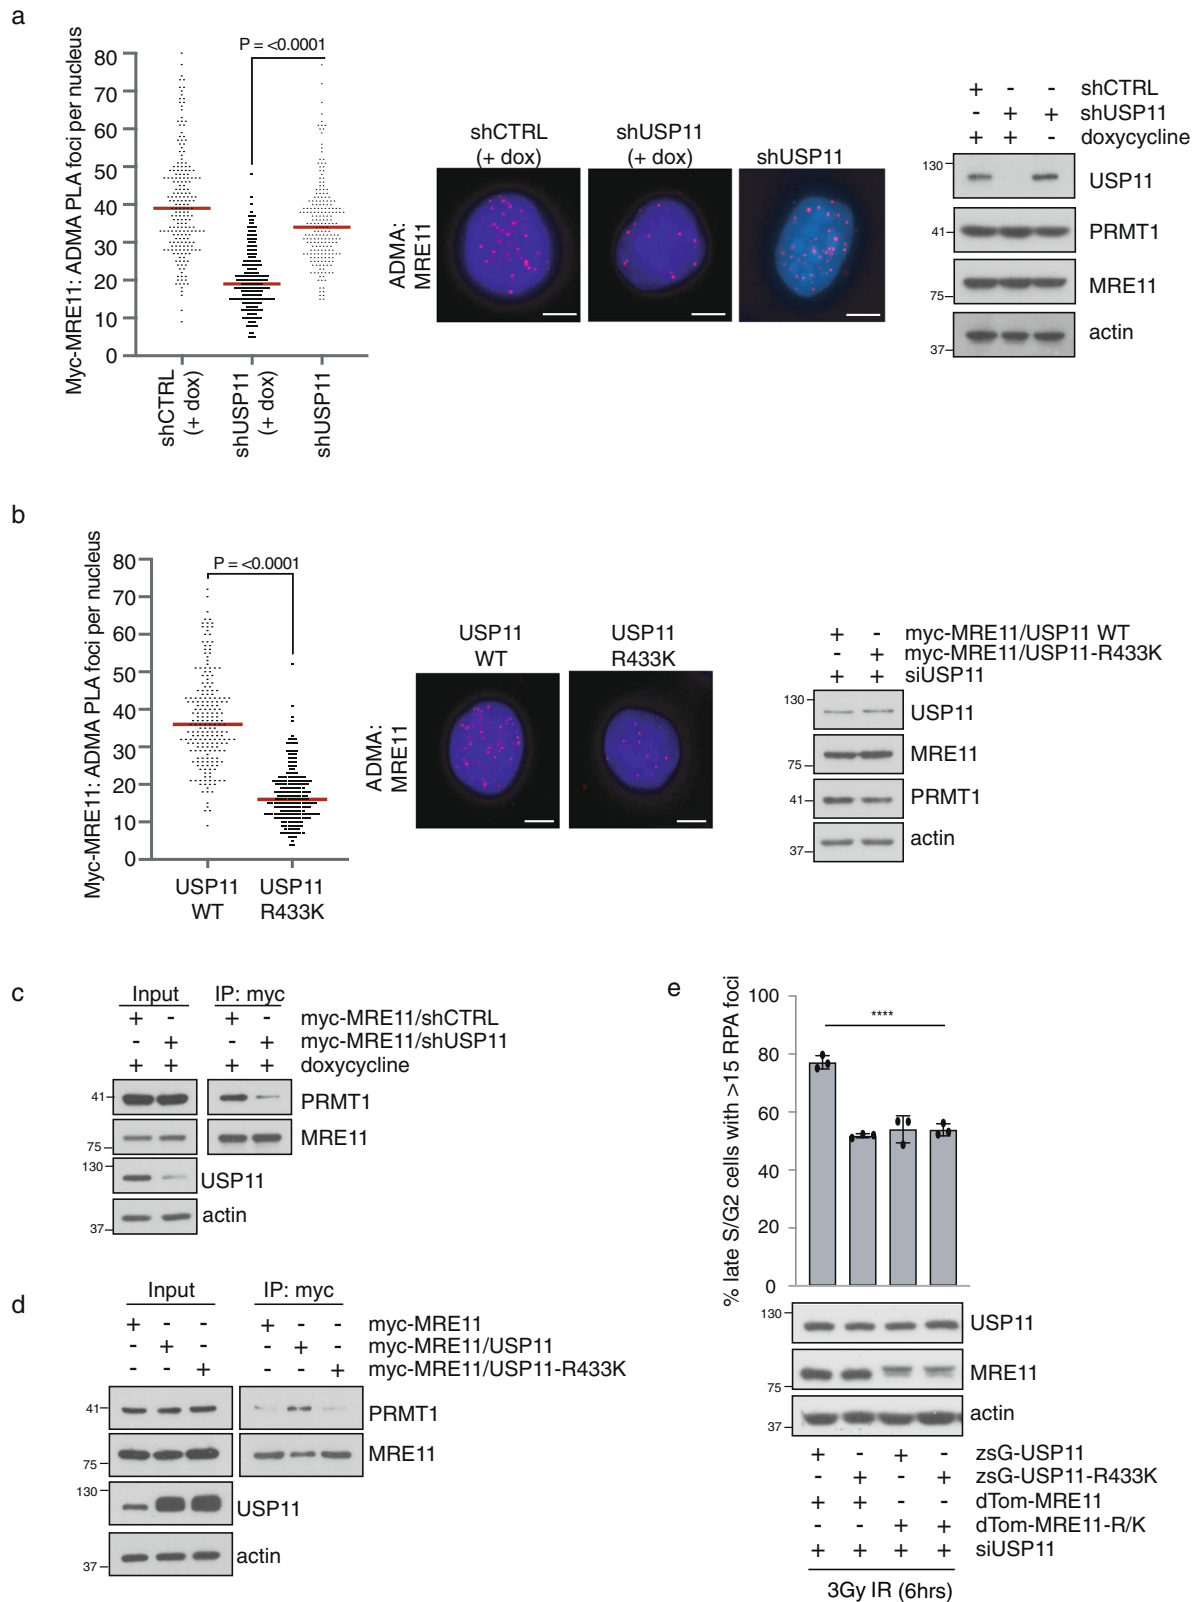 a
Myc-MRE11: ADMA PLA foci per nucleus
80
70
60
50
40
30
20
10
0
P = <0.0001
shCTRL
(+ dox)
shUSP11
(+ dox)
shUSP11
ADMA:
MRE11
shCTRL
(+ dox)
shUSP11
(+ dox)
shUSP11
+ - - shCTRL
- + + shUSP11
+ + - doxycycline
130
USP11
41
PRMT1
75
MRE11
37
actin
b
Myc-MRE11: ADMA PLA foci per nucleus
80
70
60
50
40
30
20
10
0
P = <0.0001
USP11
WT
USP11
R433K
ADMA:
MRE11
USP11
WT
USP11
R433K
+ - myc-MRE11/USP11 WT
- + myc-MRE11/USP11-R433K
+ + siUSP11
130
USP11
75
MRE11
41
PRMT1
37
actin
c
Input IP: myc
+ - + - myc-MRE11/shCTRL
- + - + myc-MRE11/shUSP11
+ + + + doxycycline
41
PRMT1
75
MRE11
130
USP11
37
actin
d
Input IP: myc
+ - - + - - myc-MRE11
- + - - + - myc-MRE11/USP11
- - + - - + myc-MRE11/USP11-R433K
41
PRMT1
75
MRE11
130
USP11
37
actin
e
% late S/G2 cells with >15 RPA foci
100
80
60
40
20
0
****
130
USP11
75
MRE11
37
actin
+ - + - zsG-USP11
- + - + zsG-USP11-R433K
+ + - - dTom-MRE11
- - + + dTom-MRE11-R/K
+ + + + siUSP11
3Gy IR (6hrs)